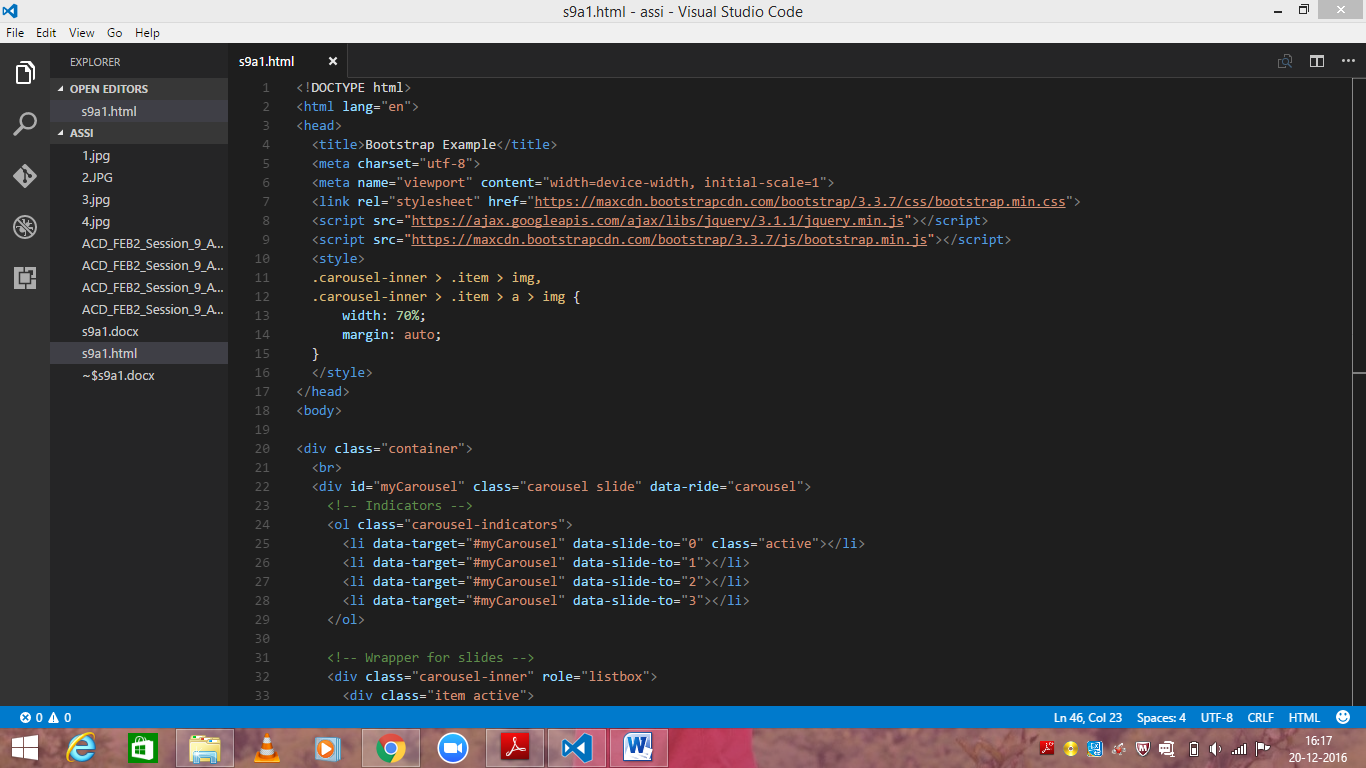 s9a1.html - assi - Visual Studio Code
File Edit View Go Help
EXPLORER
OPEN EDITORS
s9a1.html
ASSI
1.jpg
2.JPG
3.jpg
4.jpg
ACD_FEB2_Session_9_A...
ACD_FEB2_Session_9_A...
ACD_FEB2_Session_9_A...
ACD_FEB2_Session_9_A...
s9a1.docx
s9a1.html
~$s9a1.docx
s9a1.html
1 <!DOCTYPE html>
2 <html lang="en">
3 <head>
4 <title>Bootstrap Example</title>
5 <meta charset="utf-8">
6 <meta name="viewport" content="width=device-width, initial-scale=1">
7 <link rel="stylesheet" href="https://maxcdn.bootstrapcdn.com/bootstrap/3.3.7/css/bootstrap.min.css">
8 <script src="https://ajax.googleapis.com/ajax/libs/jquery/3.1.1/jquery.min.js"></script>
9 <script src="https://maxcdn.bootstrapcdn.com/bootstrap/3.3.7/js/bootstrap.min.js"></script>
10 <style>
11 .carousel-inner > .item > img,
12 .carousel-inner > .item > a > img {
13 width: 70%;
14 margin: auto;
15 }
16 </style>
17 </head>
18 <body>
19
20 <div class="container">
21 <br>
22 <div id="myCarousel" class="carousel slide" data-ride="carousel">
23 <!-- Indicators -->
24 <ol class="carousel-indicators">
25 <li data-target="#myCarousel" data-slide-to="0" class="active"></li>
26 <li data-target="#myCarousel" data-slide-to="1"></li>
27 <li data-target="#myCarousel" data-slide-to="2"></li>
28 <li data-target="#myCarousel" data-slide-to="3"></li>
29 </ol>
30
31 <!-- Wrapper for slides -->
32 <div class="carousel-inner" role="listbox">
33 <div class="item active">
0 0 Ln 46, Col 23 Spaces: 4 UTF-8 CRLF HTML
16:17
20-12-2016